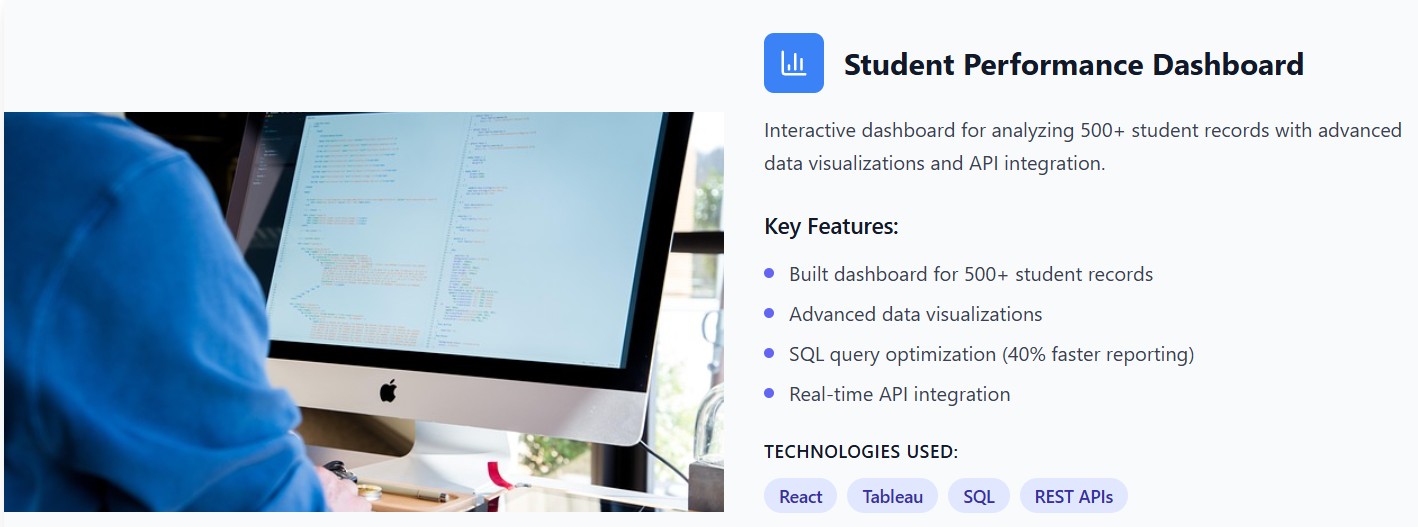 Student Performance Dashboard
Interactive dashboard for analyzing 500+ student records with advanced
data visualizations and API integration.
Key Features:
Built dashboard for 500+ student records
Advanced data visualizations
SQL query optimization (40% faster reporting)
Real-time API integration
TECHNOLOGIES USED:
React Tableau SQL REST APIs